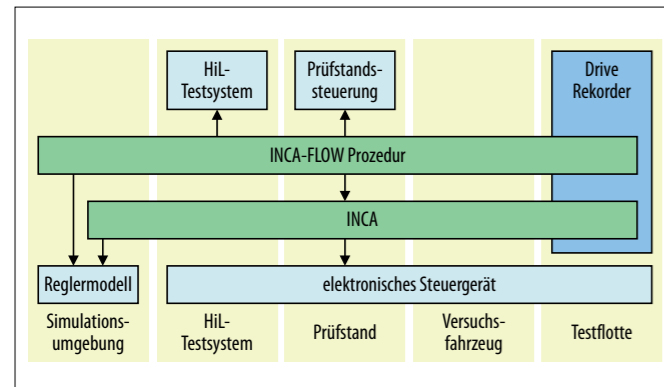 HiL-
Testsystem
Prüfstands-
steuerung
Drive
Rekorder
INCA-FLOW Prozedur
INCA
Reglermodell
elektronisches Steuergerät
Simulations-
umgebung
HiL-
Testsystem
Prüfstand
Versuchs-
fahrzeug
Testflotte